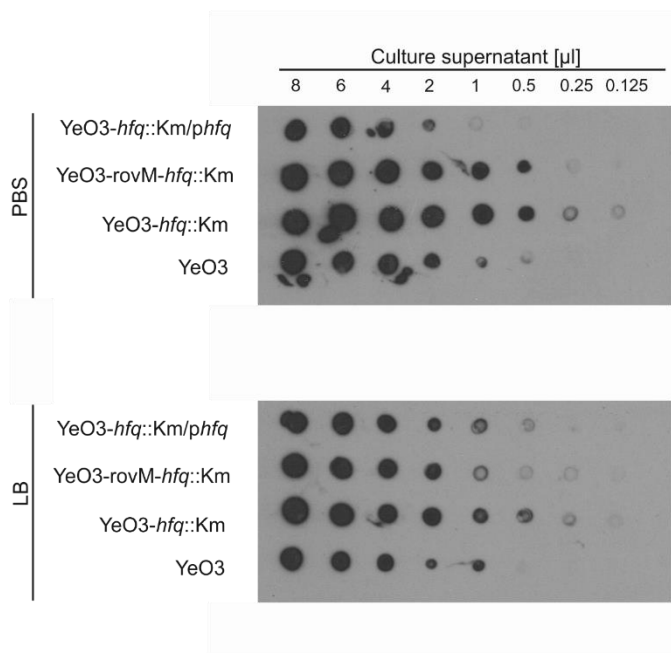 Culture supernatant [µl]
8 6 4 2 1 0.5 0.25 0.125
PBS
YeO3-hfq::Km/phfq
YeO3-rovM-hfq::Km
YeO3-hfq::Km
YeO3
LB
YeO3-hfq::Km/phfq
YeO3-rovM-hfq::Km
YeO3-hfq::Km
YeO3